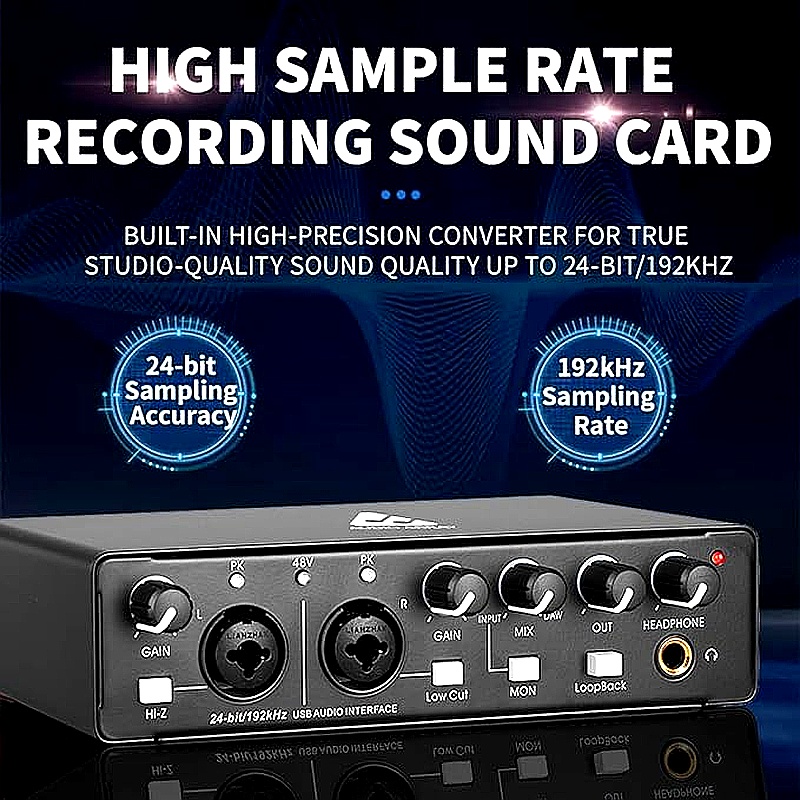 HIGH SAMPLE RATE
RECORDING SOUND CARD
BUILT-IN HIGH-PRECISION CONVERTER FOR TRUE
STUDIO-QUALITY SOUND QUALITY UP TO 24-BIT/192KHZ
24-bit
Sampling
Accuracy
192kHz
Sampling
Rate
PK
48V
PK
L
R
GAIN
GAIN
INPUT
MIX
DAW
OUT
HEADPHONE
HI-Z
Low Cut
MON
LoopBack
24-bit/192kHz USB AUDIO INTERFACE